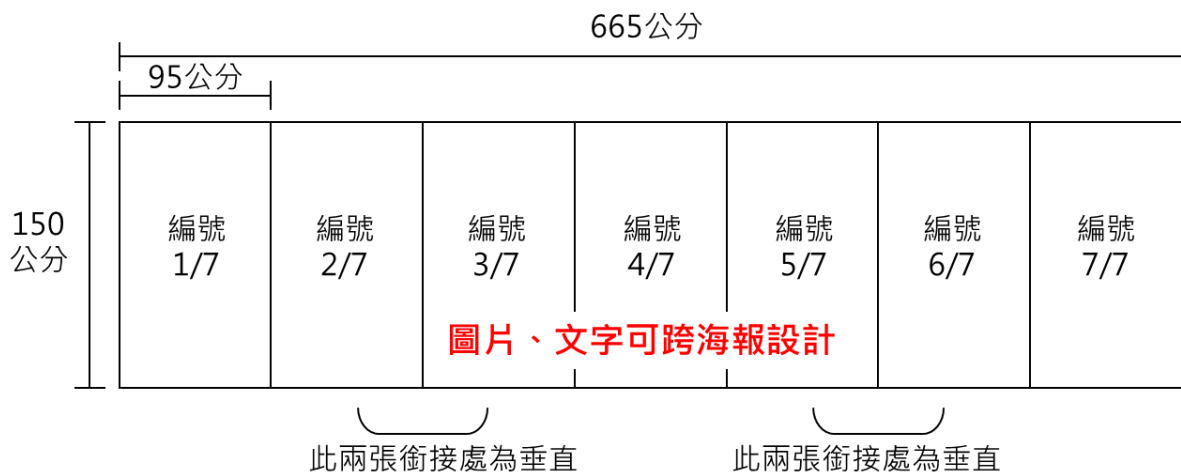 665公分
95公分
150
公分
編號
1/7
編號
2/7
編號
3/7
編號
4/7
編號
5/7
編號
6/7
編號
7/7
圖片、文字可跨海報設計
此兩張銜接處為垂直
此兩張銜接處為垂直